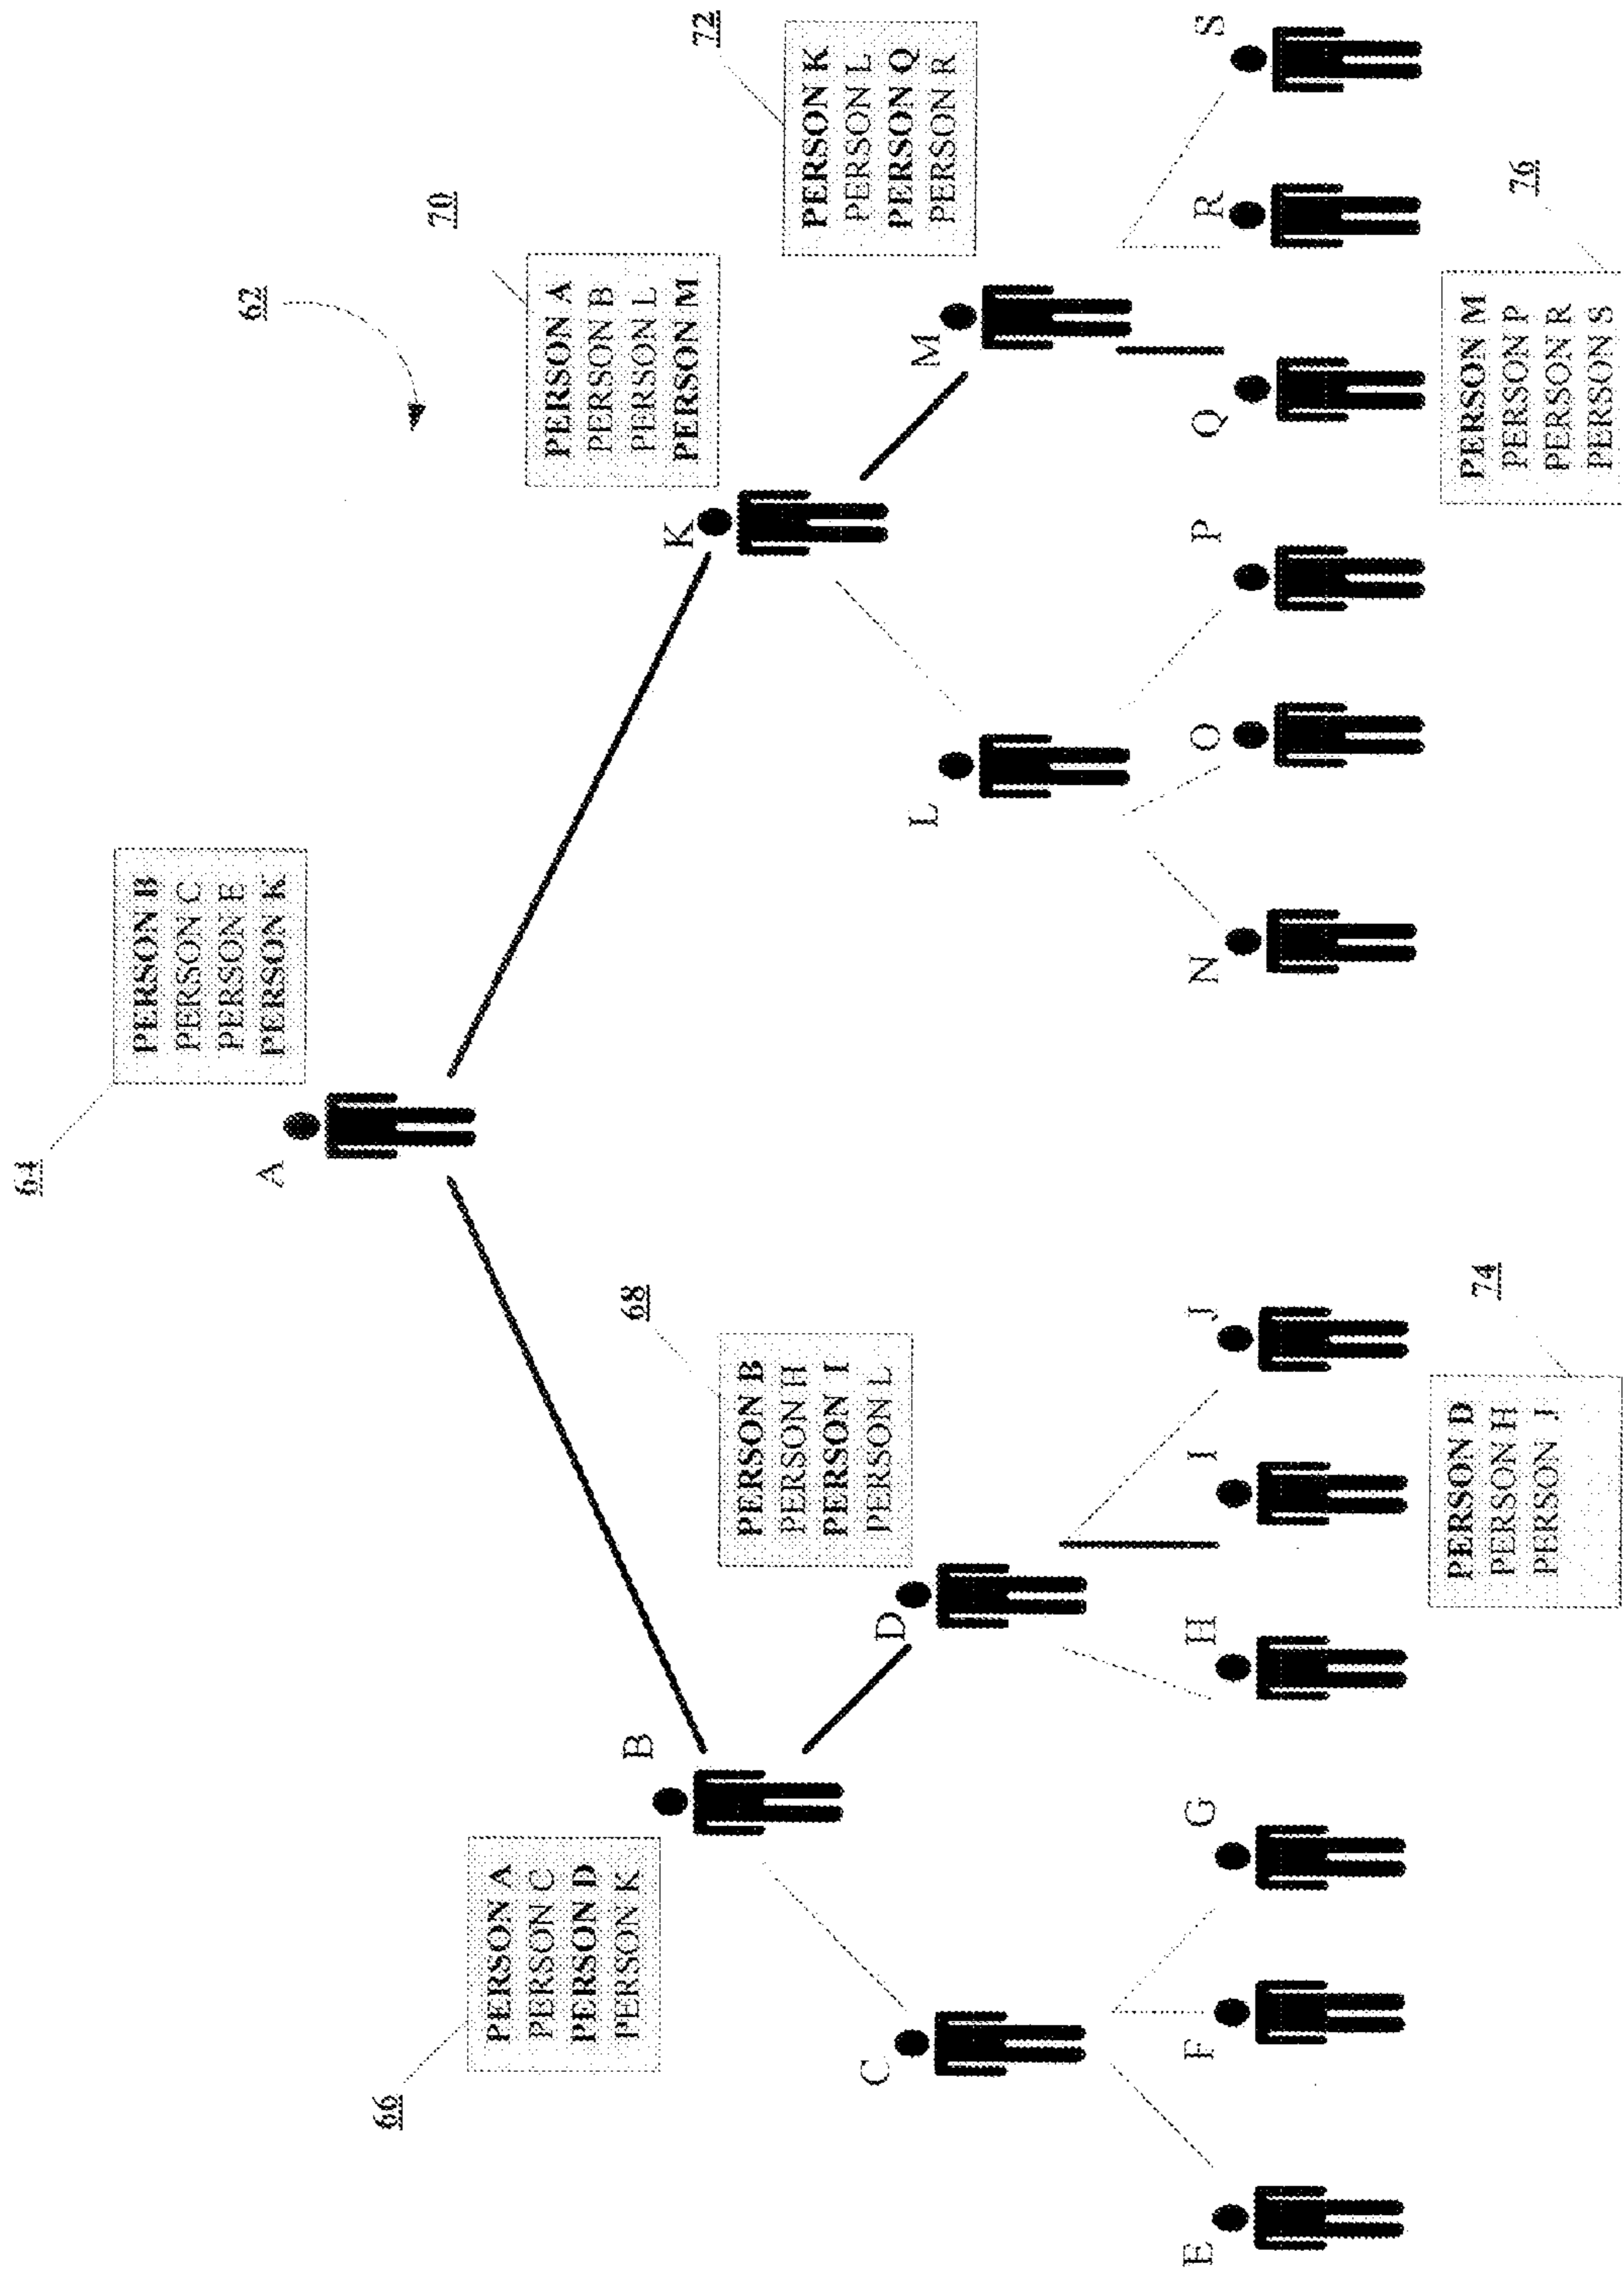 64
PERSON B
PERSON C
PERSON E
PERSON K
A
62
66
PERSON A
PERSON C
PERSON D
PERSON K
B
70
PERSON A
PERSON B
PERSON L
PERSON M
K
68
PERSON B
PERSON H
PERSON I
PERSON L
72
PERSON K
PERSON L
PERSON Q
PERSON R
C
D
L
M
E
F
G
H
I
J
N
O
P
Q
R
S
74
PERSON D
PERSON H
PERSON J
76
PERSON M
PERSON P
PERSON R
PERSON S